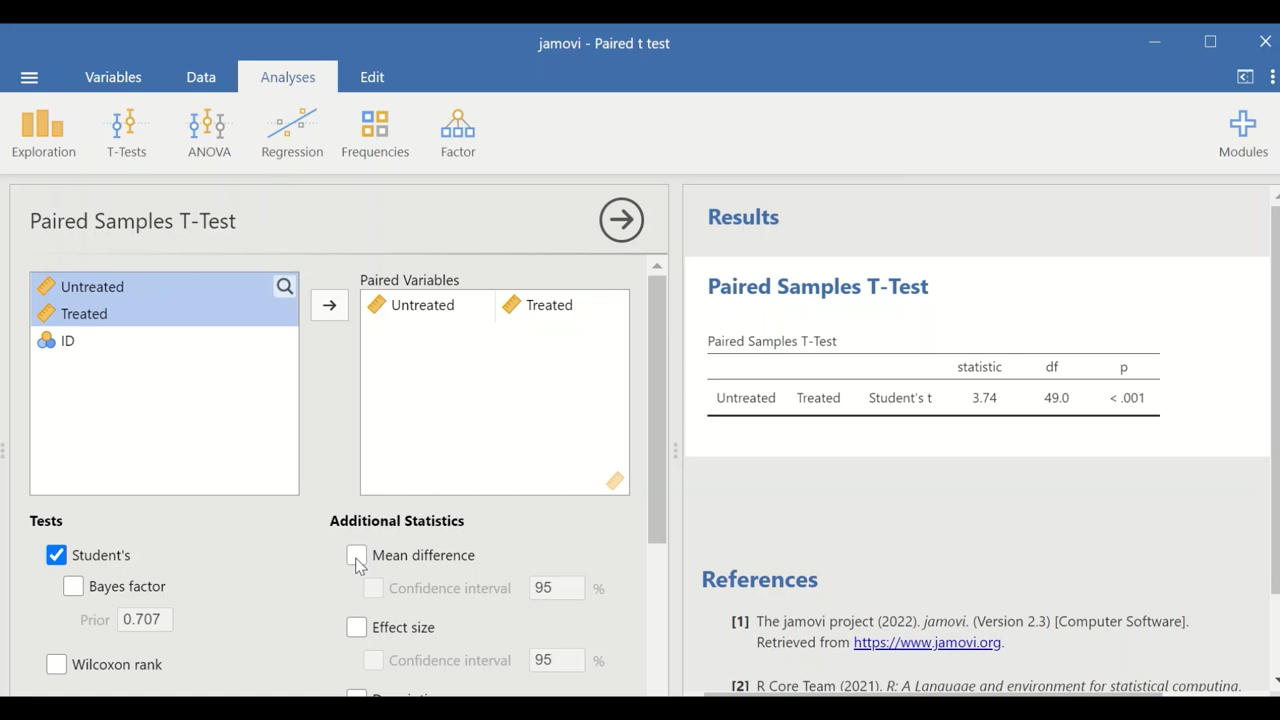 jamovi - Paired t test
Variables Data Analyses Edit
Exploration T-Tests ANOVA Regression Frequencies Factor Modules
Paired Samples T-Test
Untreated
Treated
ID
Paired Variables
Untreated Treated
Tests
Student's
Bayes factor
Prior 0.707
Wilcoxon rank
Additional Statistics
Mean difference
Confidence interval 95 %
Effect size
Confidence interval 95 %
Results
Paired Samples T-Test
Paired Samples T-Test
statistic df p
Untreated Treated Student's t 3.74 49.0 < .001
References
[1] The jamovi project (2022). jamovi. (Version 2.3) [Computer Software].
Retrieved from https://www.jamovi.org.
[2] R Core Team (2021). R: A Language and environment for statistical computing.